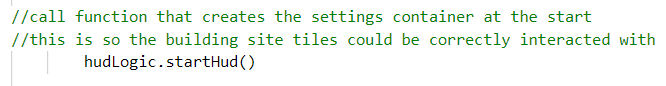 //call function that creates the settings container at the start
//this is so the building site tiles could be correctly interacted with
hudLogic.startHud()